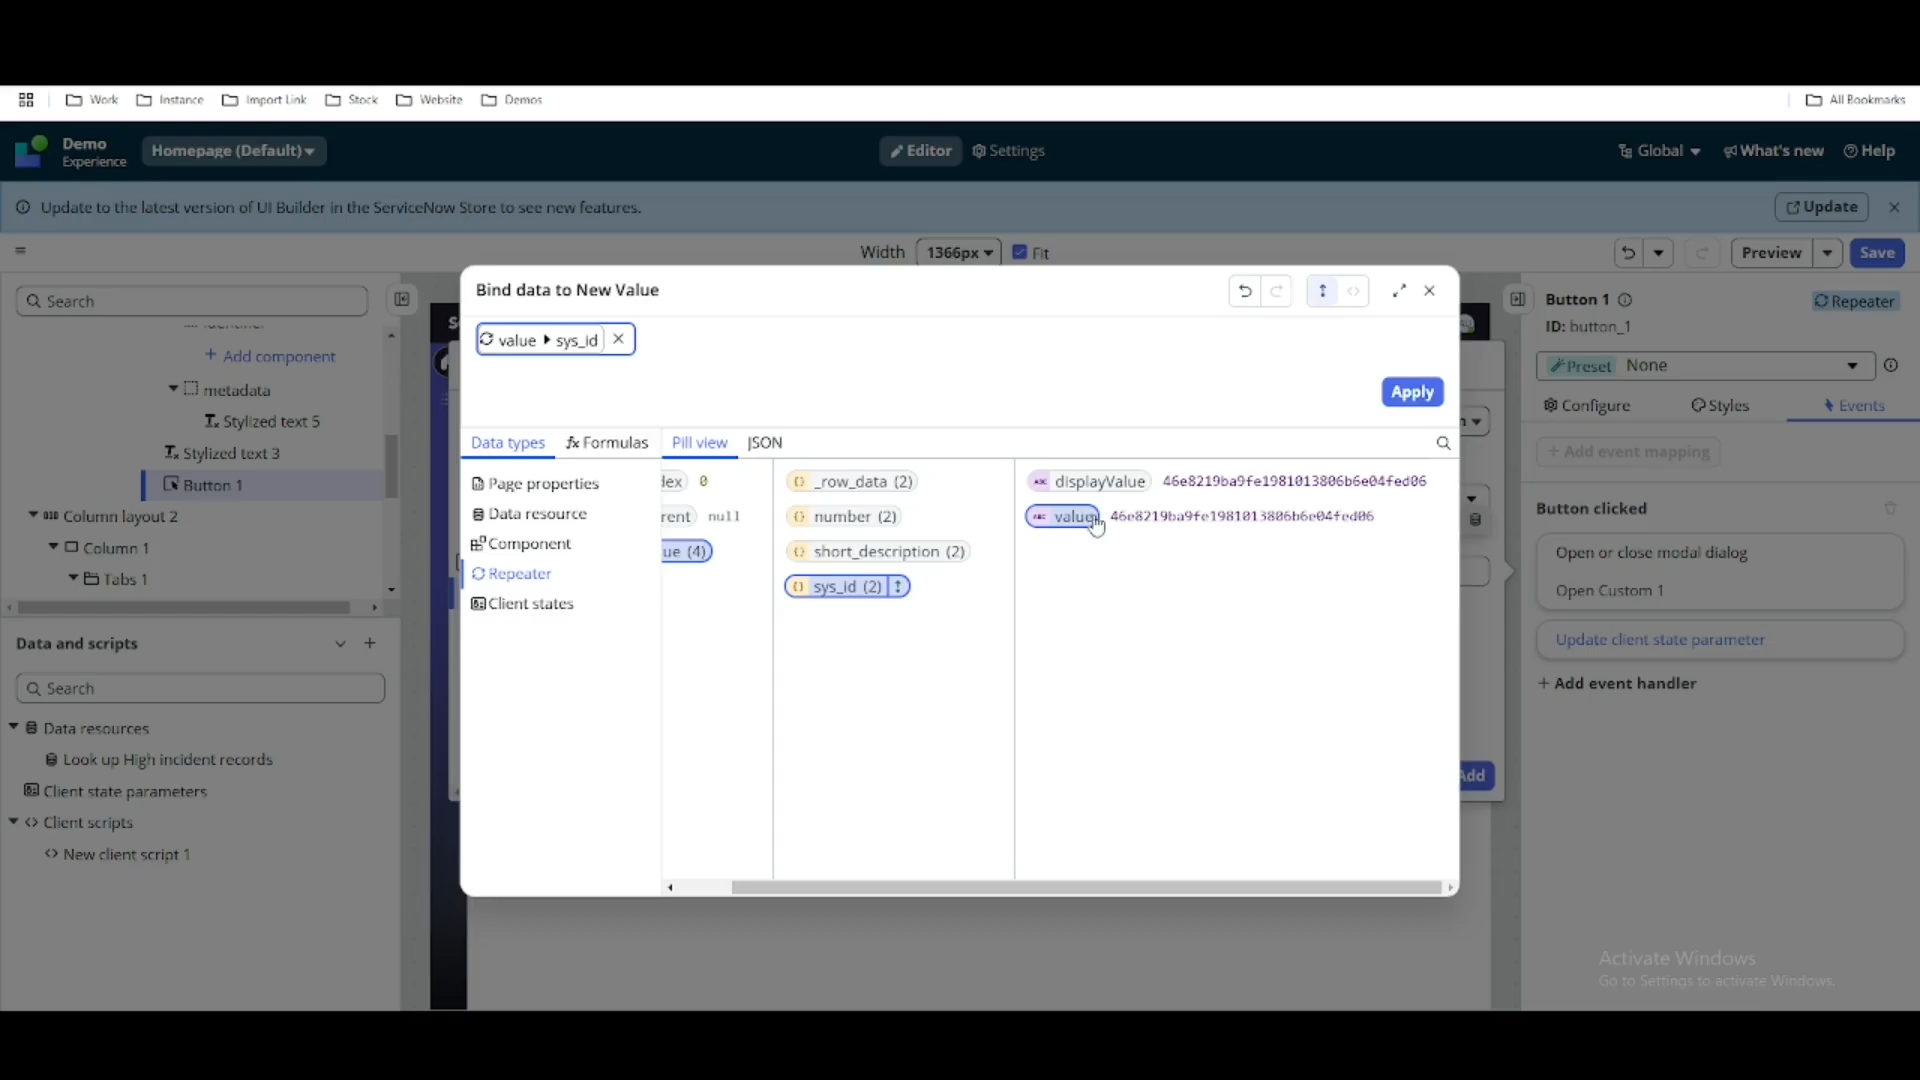 Work
Instance
Import Link
Stock
Website
Demos
All Bookmarks
Demo
Experience
Homepage (Default)
Editor
Settings
Global
What's new
Help
Update to the latest version of UI Builder in the ServiceNow Store to see new features.
Update
Width
1366px
Fit
Preview
Save
Search
Add component
metadata
Stylized text 5
Stylized text 3
Button 1
Column layout 2
Column 1
Tabs 1
Data and scripts
Search
Data resources
Look up High incident records
Client state parameters
Client scripts
New client script 1
Bind data to New Value
value
sys_id
Apply
Data types
fx Formulas
Pill view
JSON
Page properties
Data resource
Component
Repeater
Client states
dex
0
rent
null
ue (4)
_row_data (2)
number (2)
short_description (2)
sys_id (2)
displayValue
46e8219ba9fe1981013806b6e04fed06
value
46e8219ba9fe1981013806b6e04fed06
Add
Button 1
Repeater
ID: button_1
Preset
None
Configure
Styles
Events
+ Add event mapping
Button clicked
Open or close modal dialog
Open Custom 1
Update client state parameter
+ Add event handler
Activate Windows
Go to Settings to activate Windows.